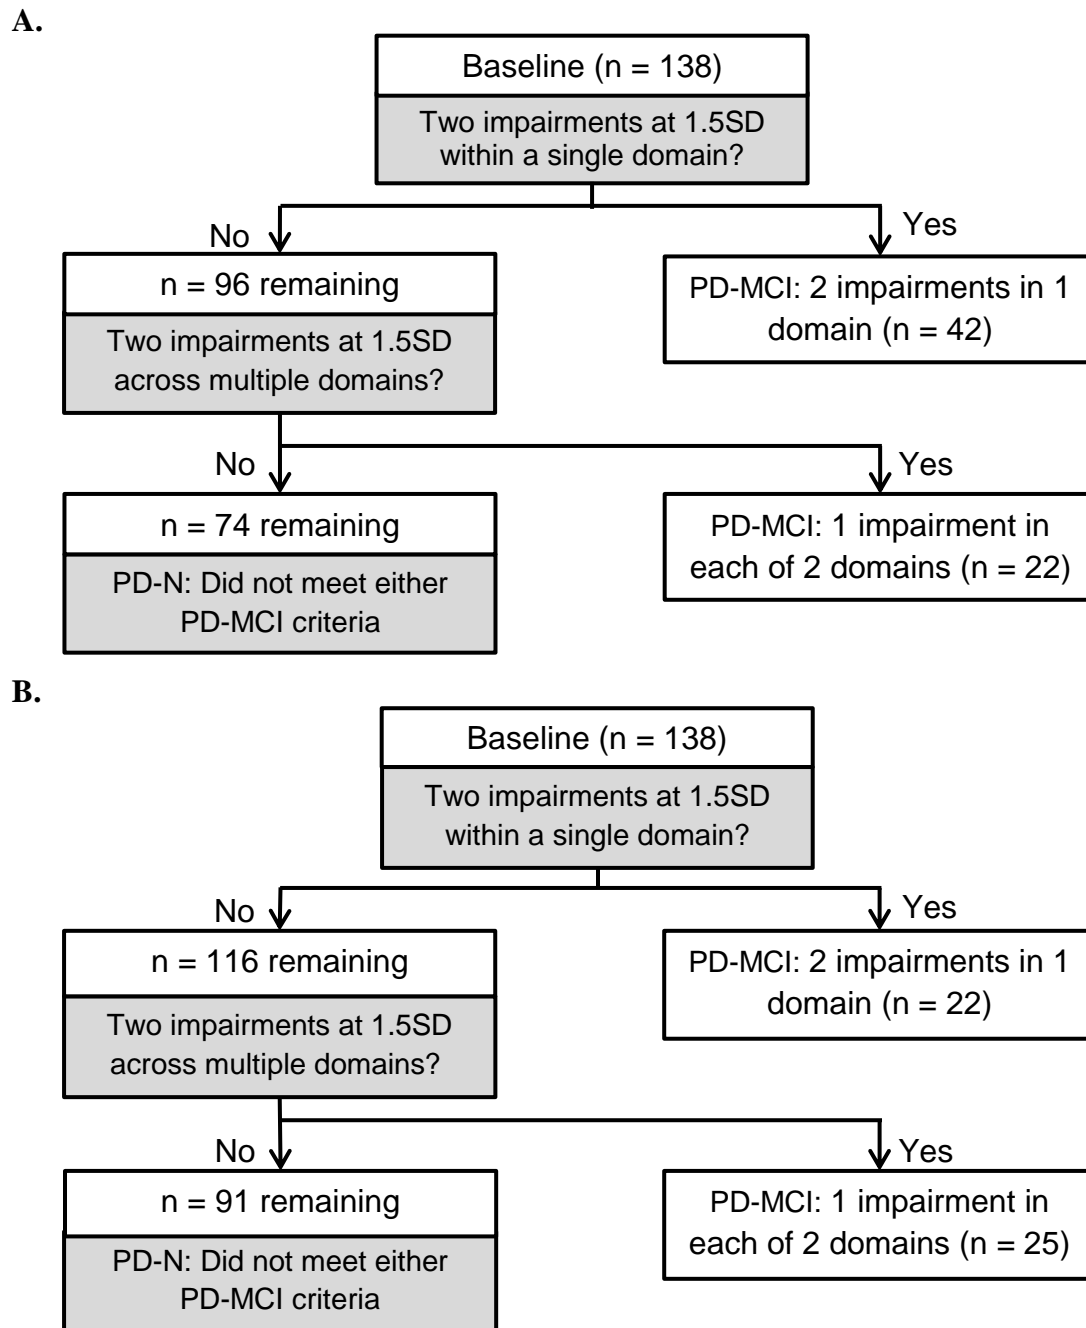 A.
Baseline (n = 138)
Two impairments at 1.5SD
within a single domain?
No
Yes
n = 96 remaining
Two impairments at 1.5SD
across multiple domains?
PD-MCI: 2 impairments in 1
domain (n = 42)
No
Yes
n = 74 remaining
PD-N: Did not meet either
PD-MCI criteria
PD-MCI: 1 impairment in
each of 2 domains (n = 22)
B.
Baseline (n = 138)
Two impairments at 1.5SD
within a single domain?
No
Yes
n = 116 remaining
Two impairments at 1.5SD
across multiple domains?
PD-MCI: 2 impairments in 1
domain (n = 22)
No
Yes
n = 91 remaining
PD-N: Did not meet either
PD-MCI criteria
PD-MCI: 1 impairment in
each of 2 domains (n = 25)